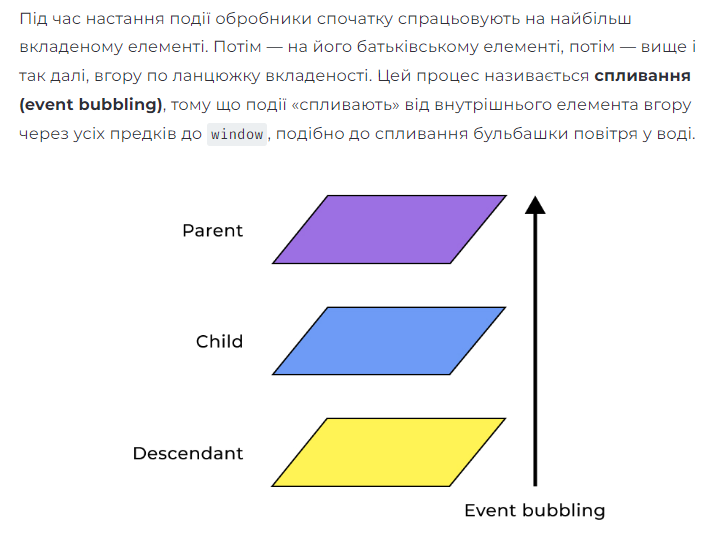 Під час настання події обробники спочатку спрацьовують на найбільш
вкладеному елементі. Потім — на його батьківському елементі, потім — вище і
так далі, вгору по ланцюжку вкладеності. Цей процес називається спливання
(event bubbling), тому що події «спливають» від внутрішнього елемента вгору
через усіх предків до window, подібно до спливання бульбашки повітря у воді.
Parent
Child
Descendant
Event bubbling